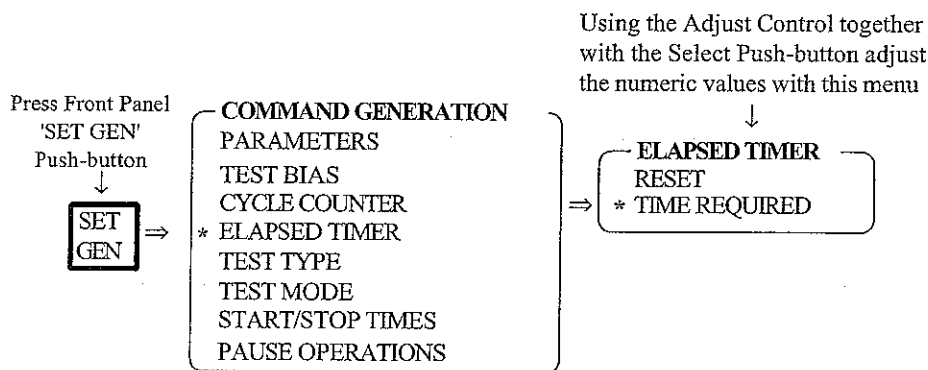 Using the Adjust Control together
with the Select Push-button adjust
the numeric values with this menu
↓
Press Front Panel
'SET GEN'
Push-button
↓
SET
GEN
⇒
COMMAND GENERATION
PARAMETERS
TEST BIAS
CYCLE COUNTER
* ELAPSED TIMER
TEST TYPE
TEST MODE
START/STOP TIMES
PAUSE OPERATIONS
⇒
ELAPSED TIMER
RESET
* TIME REQUIRED